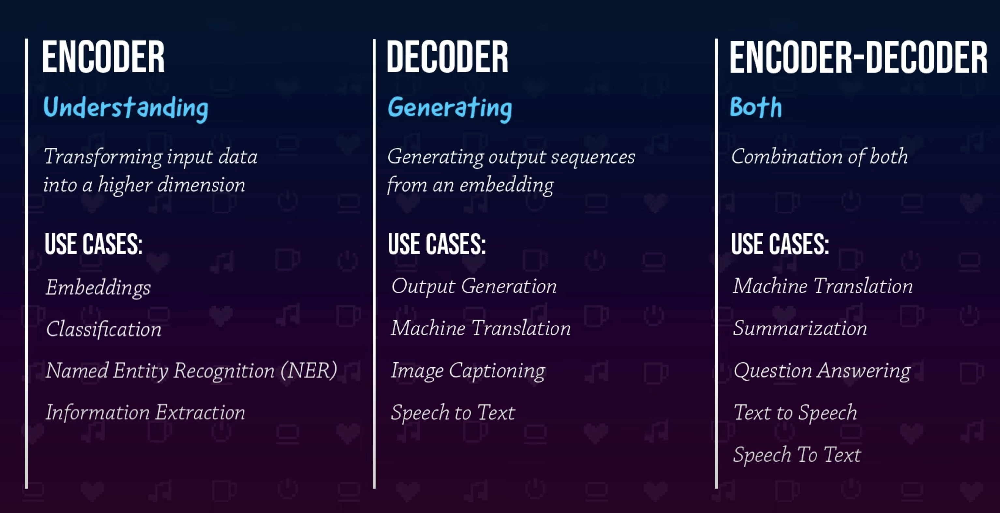 ENCODER
Understanding
Transforming input data
into a higher dimension
USE CASES:
Embeddings
Classification
Named Entity Recognition (NER)
Information Extraction
DECODER
Generating
Generating output sequences
from an embedding
USE CASES:
Output Generation
Machine Translation
Image Captioning
Speech to Text
ENCODER-DECODER
Both
Combination of both
USE CASES:
Machine Translation
Summarization
Question Answering
Text to Speech
Speech To Text